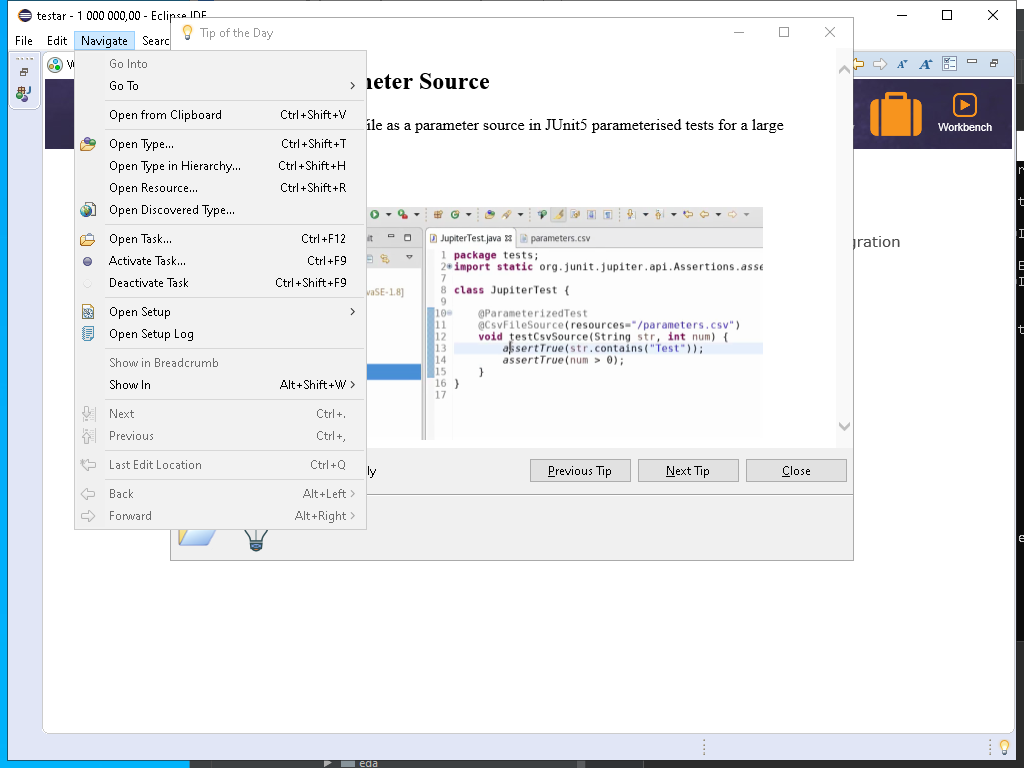 testar - 1 000 000,00 - Eclipse IDE
File Edit Navigate Searc
Tip of the Day
Go Into
Go To
Open from Clipboard Ctrl+Shift+V
Open Type... Ctrl+Shift+T
Open Type in Hierarchy... Ctrl+Shift+H
Open Resource... Ctrl+Shift+R
Open Discovered Type...
Open Task... Ctrl+F12
Activate Task... Ctrl+F9
Deactivate Task Ctrl+Shift+F9
Open Setup
Open Setup Log
Show in Breadcrumb
Show In Alt+Shift+W
Next Ctrl+.
Previous Ctrl+,
Last Edit Location Ctrl+Q
Back Alt+Left
Forward Alt+Right
meter Source
file as a parameter source in JUnit5 parameterised tests for a large
JupiterTest.java parameters.csv
vaSE-1.8]
1 package tests;
2 import static org.junit.jupiter.api.Assertions.asse
7
8 class JupiterTest {
9
10 @ParameterizedTest
11 @CsvFileSource(resources="/parameters.csv")
12 void testCsvSource(String str, int num) {
13 assertTrue(str.contains("Test"));
14 assertTrue(num > 0);
15 }
16 }
17
ly
Previous Tip Next Tip Close
Workbench
gration
eda